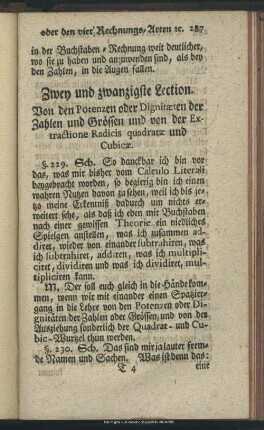 oder den vier Rechnungs-Arten ꝛc. 287
in der Buchstaben-Rechnung weit deutlicher,
wo sie zu haben und anzuwenden sind, als bey
den Zahlen, in die Augen fallen.
Zwey und zwanzigste Lection.
Von den Potenzen oder Dignitæten der
Zahlen und Grössen und von der Ex-
tractione Radicis quadratæ und
Cubicæ.
§. 229. Sch. So danckbar ich bin vor
das, was mir bisher vom Calculo Literali
beygebracht worden, so begierig bin ich einen
wahren Nutzen davon zu sehen, weil ich bis je-
tzo meine Erkentniß dadurch um nichts er-
weitert sehe, als daß ich eben mit Buchstaben
nach einer gewissen Theorie ein niedliches
Spielgen anstellen, was ich zusammen ad-
diret, wieder von einander subtrahiren, was
ich subtrahiret, addiren, was ich multipli-
ciret, dividiren und was ich dividiret, mul-
tipliciren kann.
M. Der soll euch gleich in die Hände kom-
men, wenn wir mit einander einen Spatzier-
gang in die Lehre von den Potenzen oder Di-
gnitäten der Zahlen oder Grössen, und von der
Ausziehung sonderlich der Quadrat- und Cu-
bic-Wurzel thun werden.
§. 230. Sch. Das sind mir ja lauter frem-
de Namen und Sachen. Was ist denn das:
T 4 eine